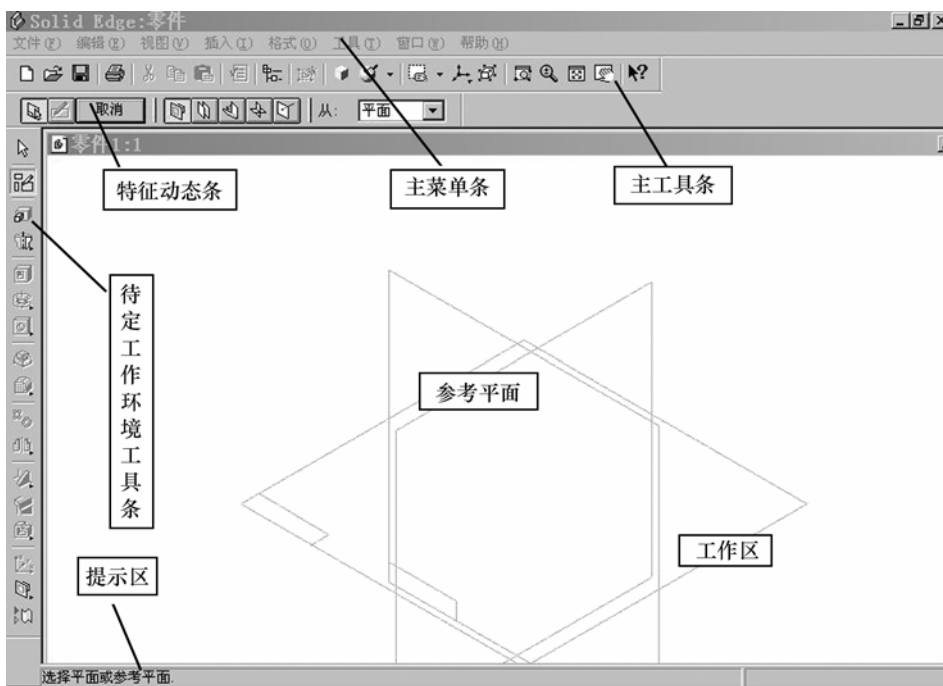 Solid Edge:零件
文件(F) 编辑(E) 视图(V) 插入(I) 格式(O) 工具(T) 窗口(W) 帮助(H)
取消 从: 平面
零件1:1
特征动态条
主菜单条
主工具条
待定工作环境工具条
参考平面
工作区
提示区
选择平面或参考平面.